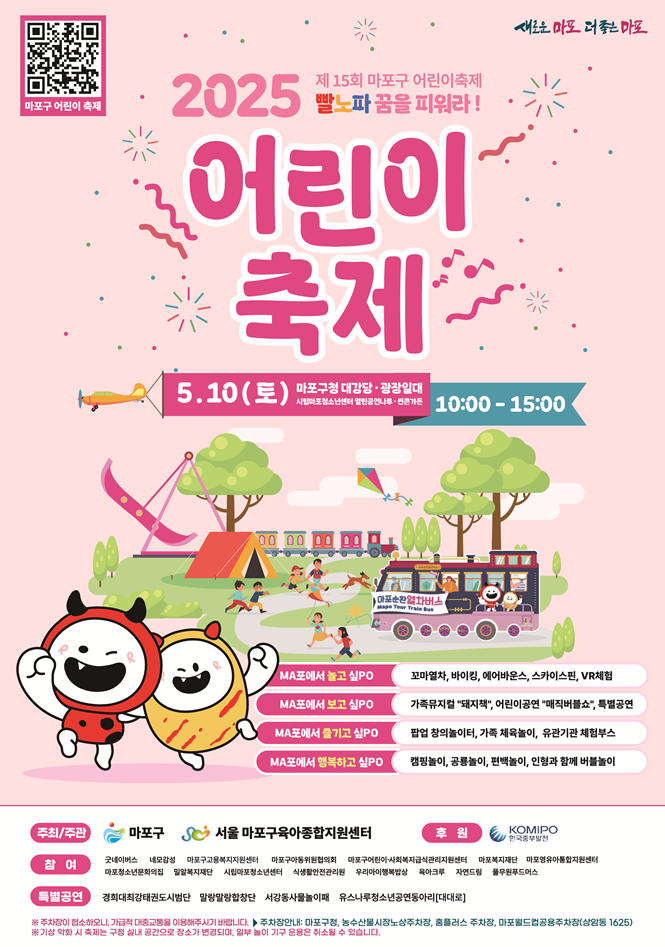 마포구 어린이 축제
새로운 마포 더 좋은 마포
2025
제 15회 마포구 어린이축제
빨노파 꿈을 피워라!
어린이
축제
5.10(토)
마포구청 대강당·광장일대
시립마포청소년센터 열린공연나루·썬큰가든
10:00 - 15:00
마포순환열차버스
Mapo Tour Train Bus
MA포에서 놀고 싶PO
꼬마열차, 바이킹, 에어바운스, 스카이스핀, VR체험
MA포에서 보고 싶PO
가족뮤지컬 "돼지책", 어린이공연 "매직버블쇼", 특별공연
MA포에서 즐기고 싶PO
팝업 창의놀이터, 가족 체육놀이, 유관기관 체험부스
MA포에서 행복하고 싶PO
캠핑놀이, 공룡놀이, 편백놀이, 인형과 함께 버블놀이
주최/주관
마포구
서울 마포구육아종합지원센터
후 원
KOMIPO
한국중부발전
참 여
굿네이버스 네모감성 마포구고용복지지원센터 마포구아동위원협의회 마포구어린이·사회복지급식관리지원센터 마포복지재단 마포영유아통합지원센터
마포청소년문화의집 밀알복지재단 시립마포청소년센터 식생활안전관리원 우리아이행복밥상 육아크루 자연드림 풀무원푸드머스
특별공연
경희대최강태권도시범단 말랑말랑합창단 서강동사물놀이패 유스나루청소년공연동아리[대대로]
※ 주차장이 협소하오니, 가급적 대중교통을 이용해주시기 바랍니다. ▶ 주차장안내: 마포구청, 농수산물시장노상주차장, 홈플러스 주차장, 마포월드컵공용주차장(상암동 1625)
※ 기상 악화 시 축제는 구청 실내 공간으로 장소가 변경되며, 일부 놀이 기구 운용은 취소될 수 있습니다.